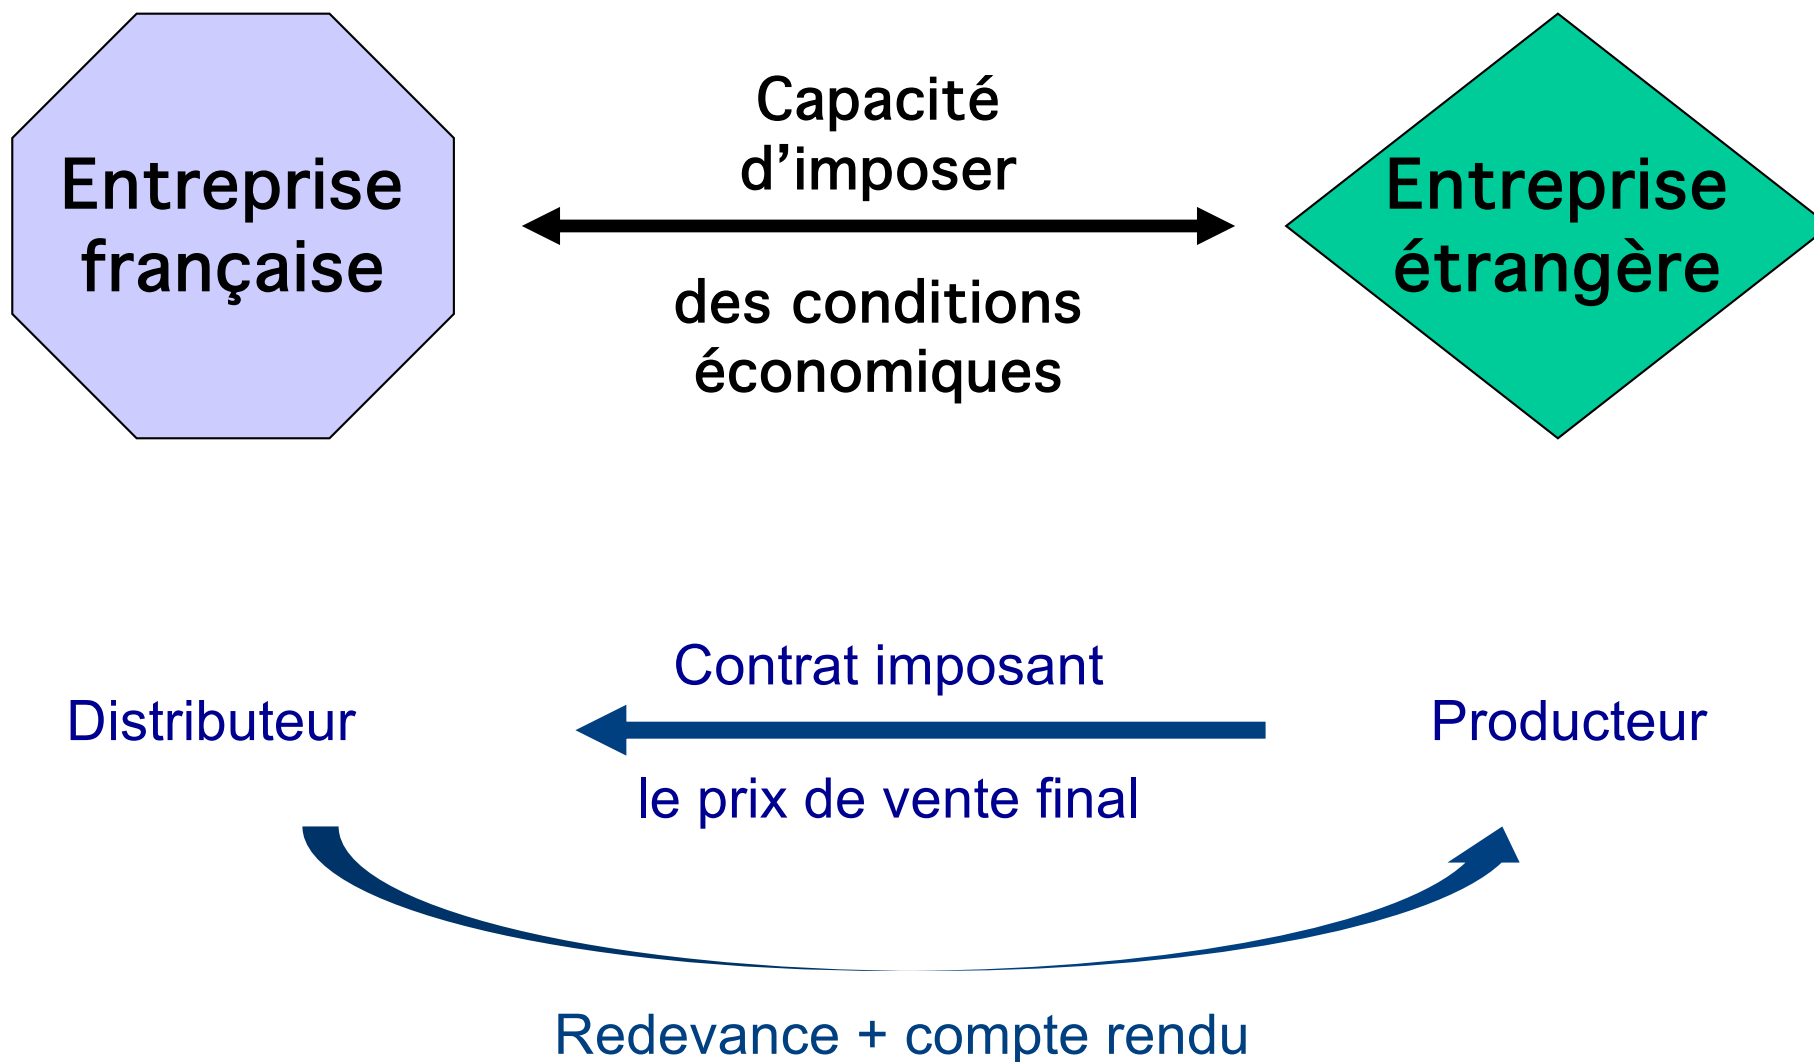 Entreprise
française
Capacité
d’imposer
des conditions
économiques
Entreprise
étrangère
Distributeur
Contrat imposant
le prix de vente final
Producteur
Redevance + compte rendu